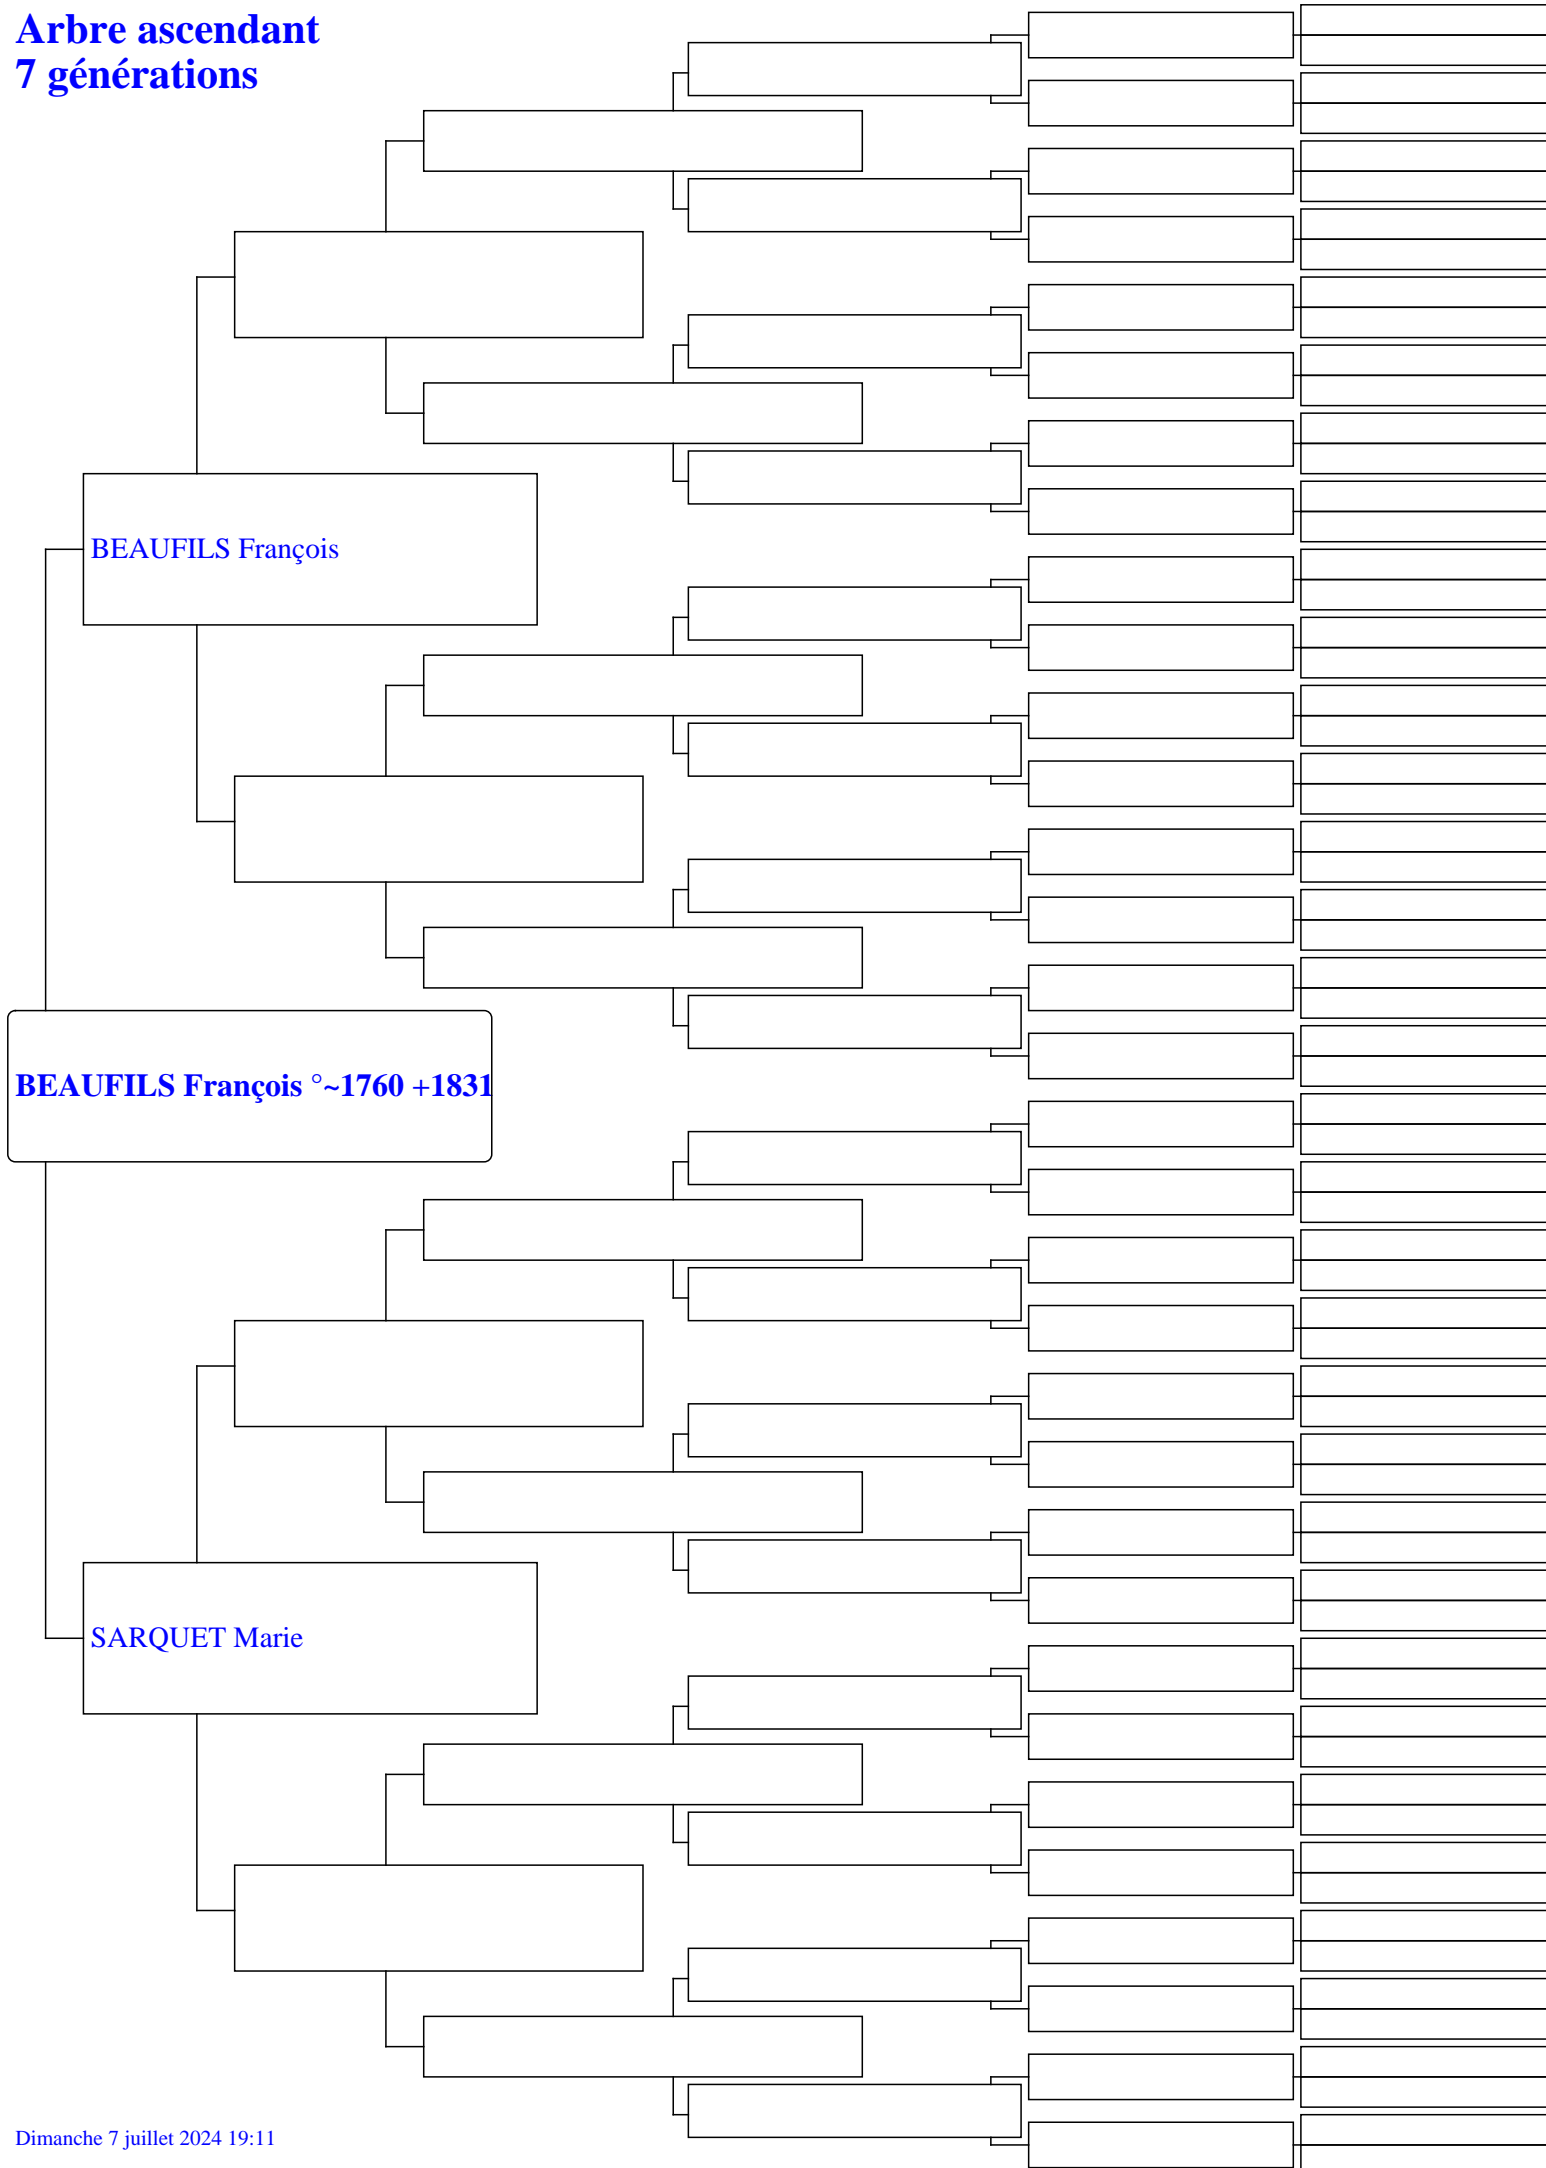 Arbre ascendant
7 générations
BEAUFILS François
BEAUFILS François °~1760 +1831
SARQUET Marie
Dimanche 7 juillet 2024 19:11